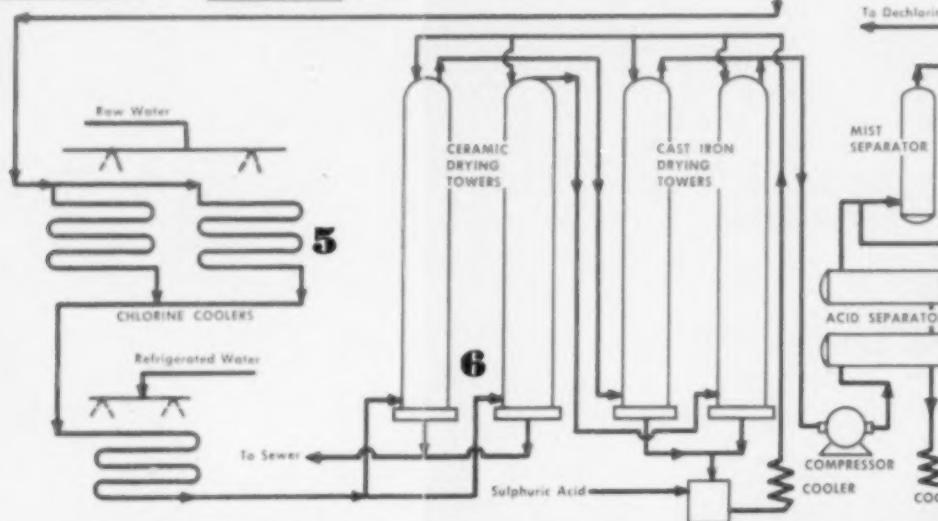 To Dechlorin
Raw Water
MIST
SEPARATOR
CERAMIC
DRYING
TOWERS
CAST IRON
DRYING
TOWERS
5
CHLORINE COOLERS
ACID SEPARATO
Refrigerated Water
6
To Sewer
COMPRESSOR
Sulphuric Acid
COOLER
COO